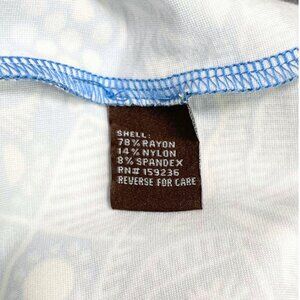 SHELL:
78% RAYON
14% NYLON
8% SPANDEX
RN# 159236
REVERSE FOR CARE